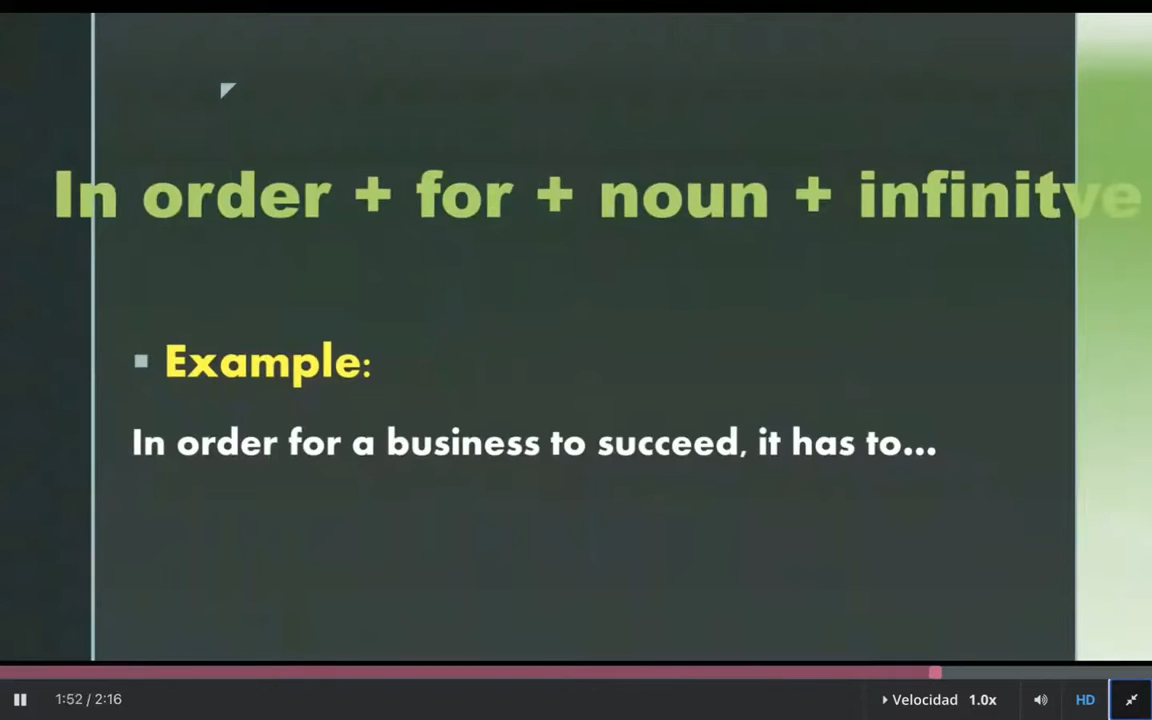 In order + for + noun + infinitve
Example:
In order for a business to succeed, it has to...
1:52 / 2:16
Velocidad 1.0x
HD